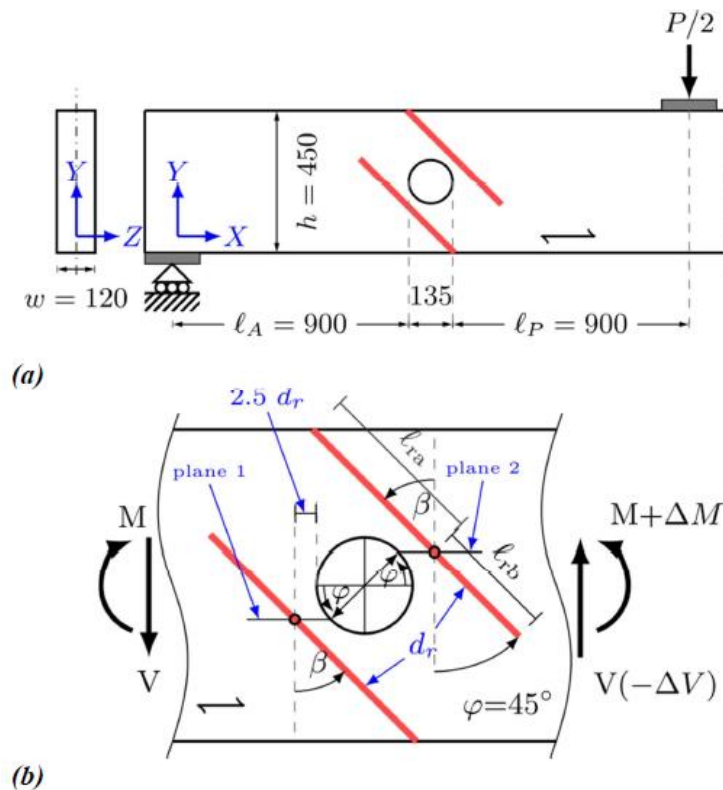 P/2
Y
Z
Y
X
h = 450
w = 120
135
ℓ_A = 900
ℓ_P = 900
(a)
2.5 d_r
plane 1
ℓ_ra
plane 2
β
M
M+ΔM
ℓ_rb
φ
φ
d_r
V
β
φ=45°
V(-ΔV)
(b)